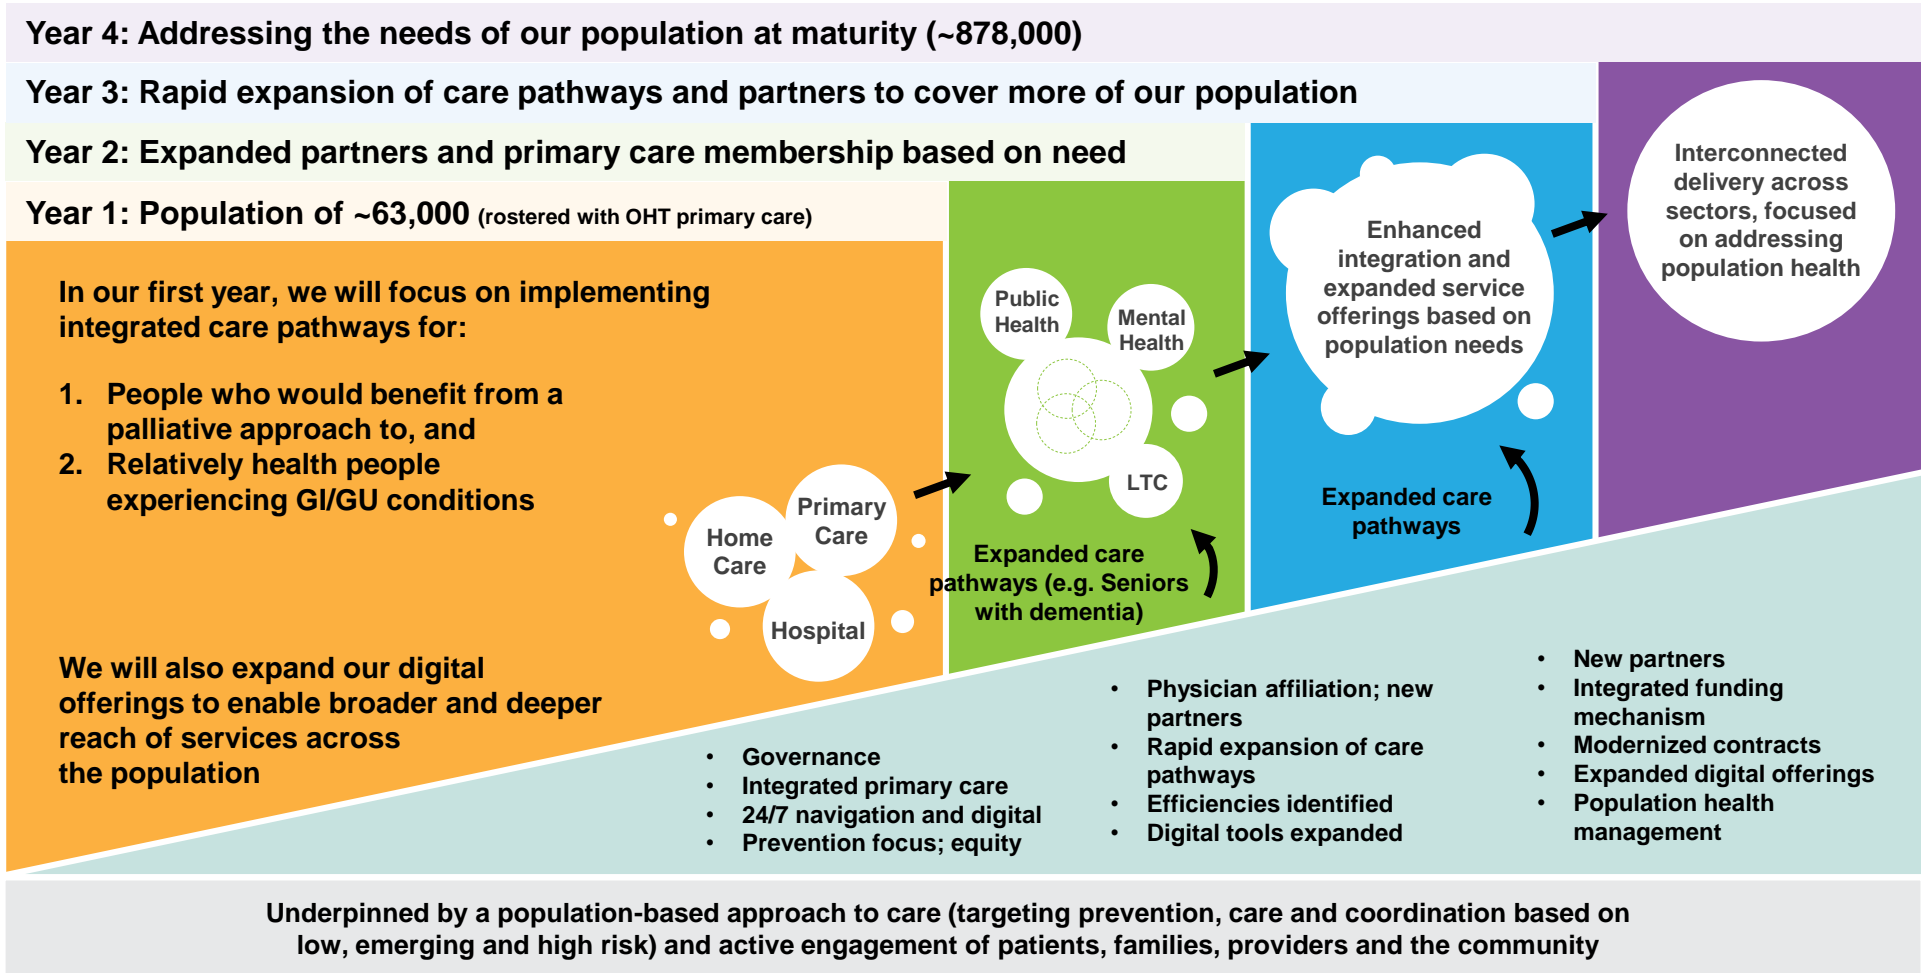 Year 4: Addressing the needs of our population at maturity (~878,000)
Year 3: Rapid expansion of care pathways and partners to cover more of our population
Year 2: Expanded partners and primary care membership based on need
Year 1: Population of ~63,000 (rostered with OHT primary care)
In our first year, we will focus on implementing
integrated care pathways for:
1. People who would benefit from a
palliative approach to, and
2. Relatively health people
experiencing GI/GU conditions
We will also expand our digital
offerings to enable broader and deeper
reach of services across
the population
Home
Care
Primary
Care
Hospital
Public
Health
Mental
Health
LTC
Expanded care
pathways (e.g. Seniors
with dementia)
Enhanced
integration and
expanded service
offerings based on
population needs
Expanded care
pathways
Interconnected
delivery across
sectors, focused
on addressing
population health
• Governance
• Integrated primary care
• 24/7 navigation and digital
• Prevention focus; equity
• Physician affiliation; new
partners
• Rapid expansion of care
pathways
• Efficiencies identified
• Digital tools expanded
• New partners
• Integrated funding
mechanism
• Modernized contracts
• Expanded digital offerings
• Population health
management
Underpinned by a population-based approach to care (targeting prevention, care and coordination based on
low, emerging and high risk) and active engagement of patients, families, providers and the community